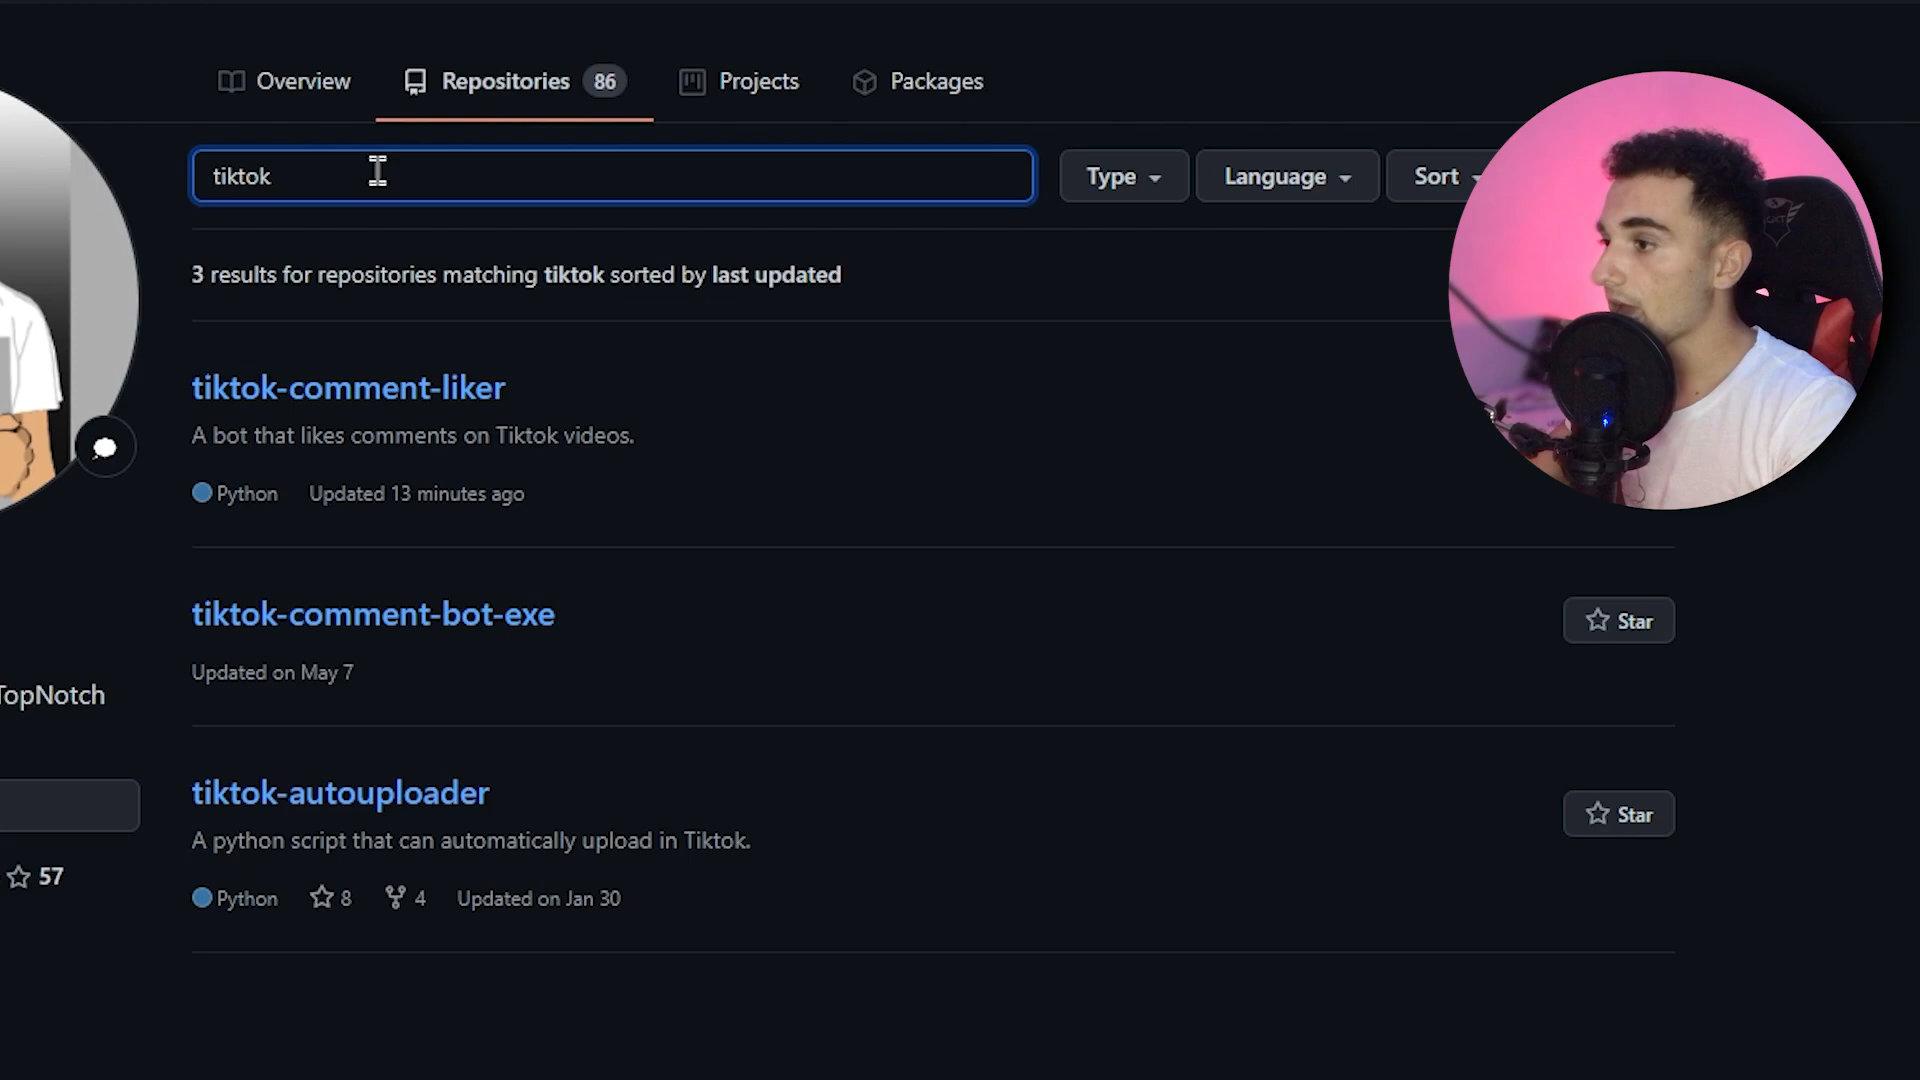 Overview
Repositories 86
Projects
Packages
tiktok
Type
Language
Sort
3 results for repositories matching tiktok sorted by last updated
tiktok-comment-liker
A bot that likes comments on Tiktok videos.
Python Updated 13 minutes ago
tiktok-comment-bot-exe
Star
Updated on May 7
TopNotch
tiktok-autouploader
Star
A python script that can automatically upload in Tiktok.
57
Python 8 4 Updated on Jan 30